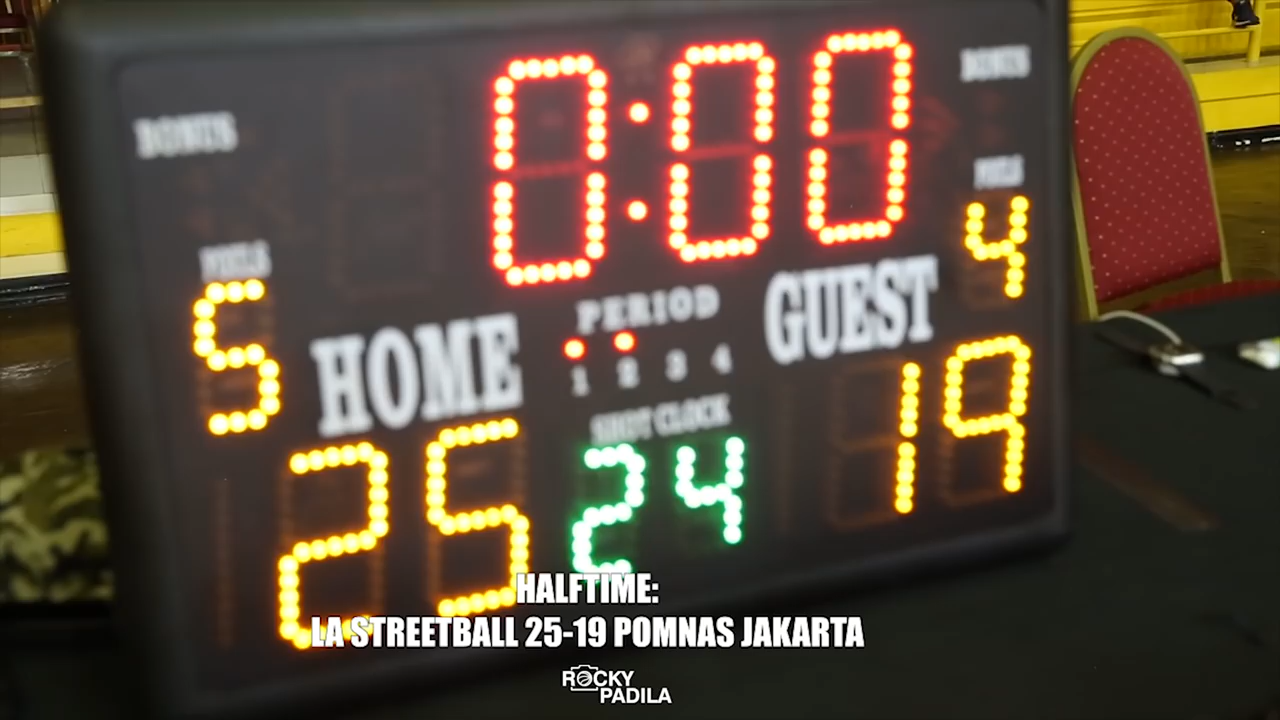 0:00
BONUS
BONUS
FOULS
5
FOULS
4
PERIOD
1 2 3 4
HOME
GUEST
SHOT CLOCK
25
24
19
HALFTIME:
LA STREETBALL 25-19 POMNAS JAKARTA
ROCKY
PADILA